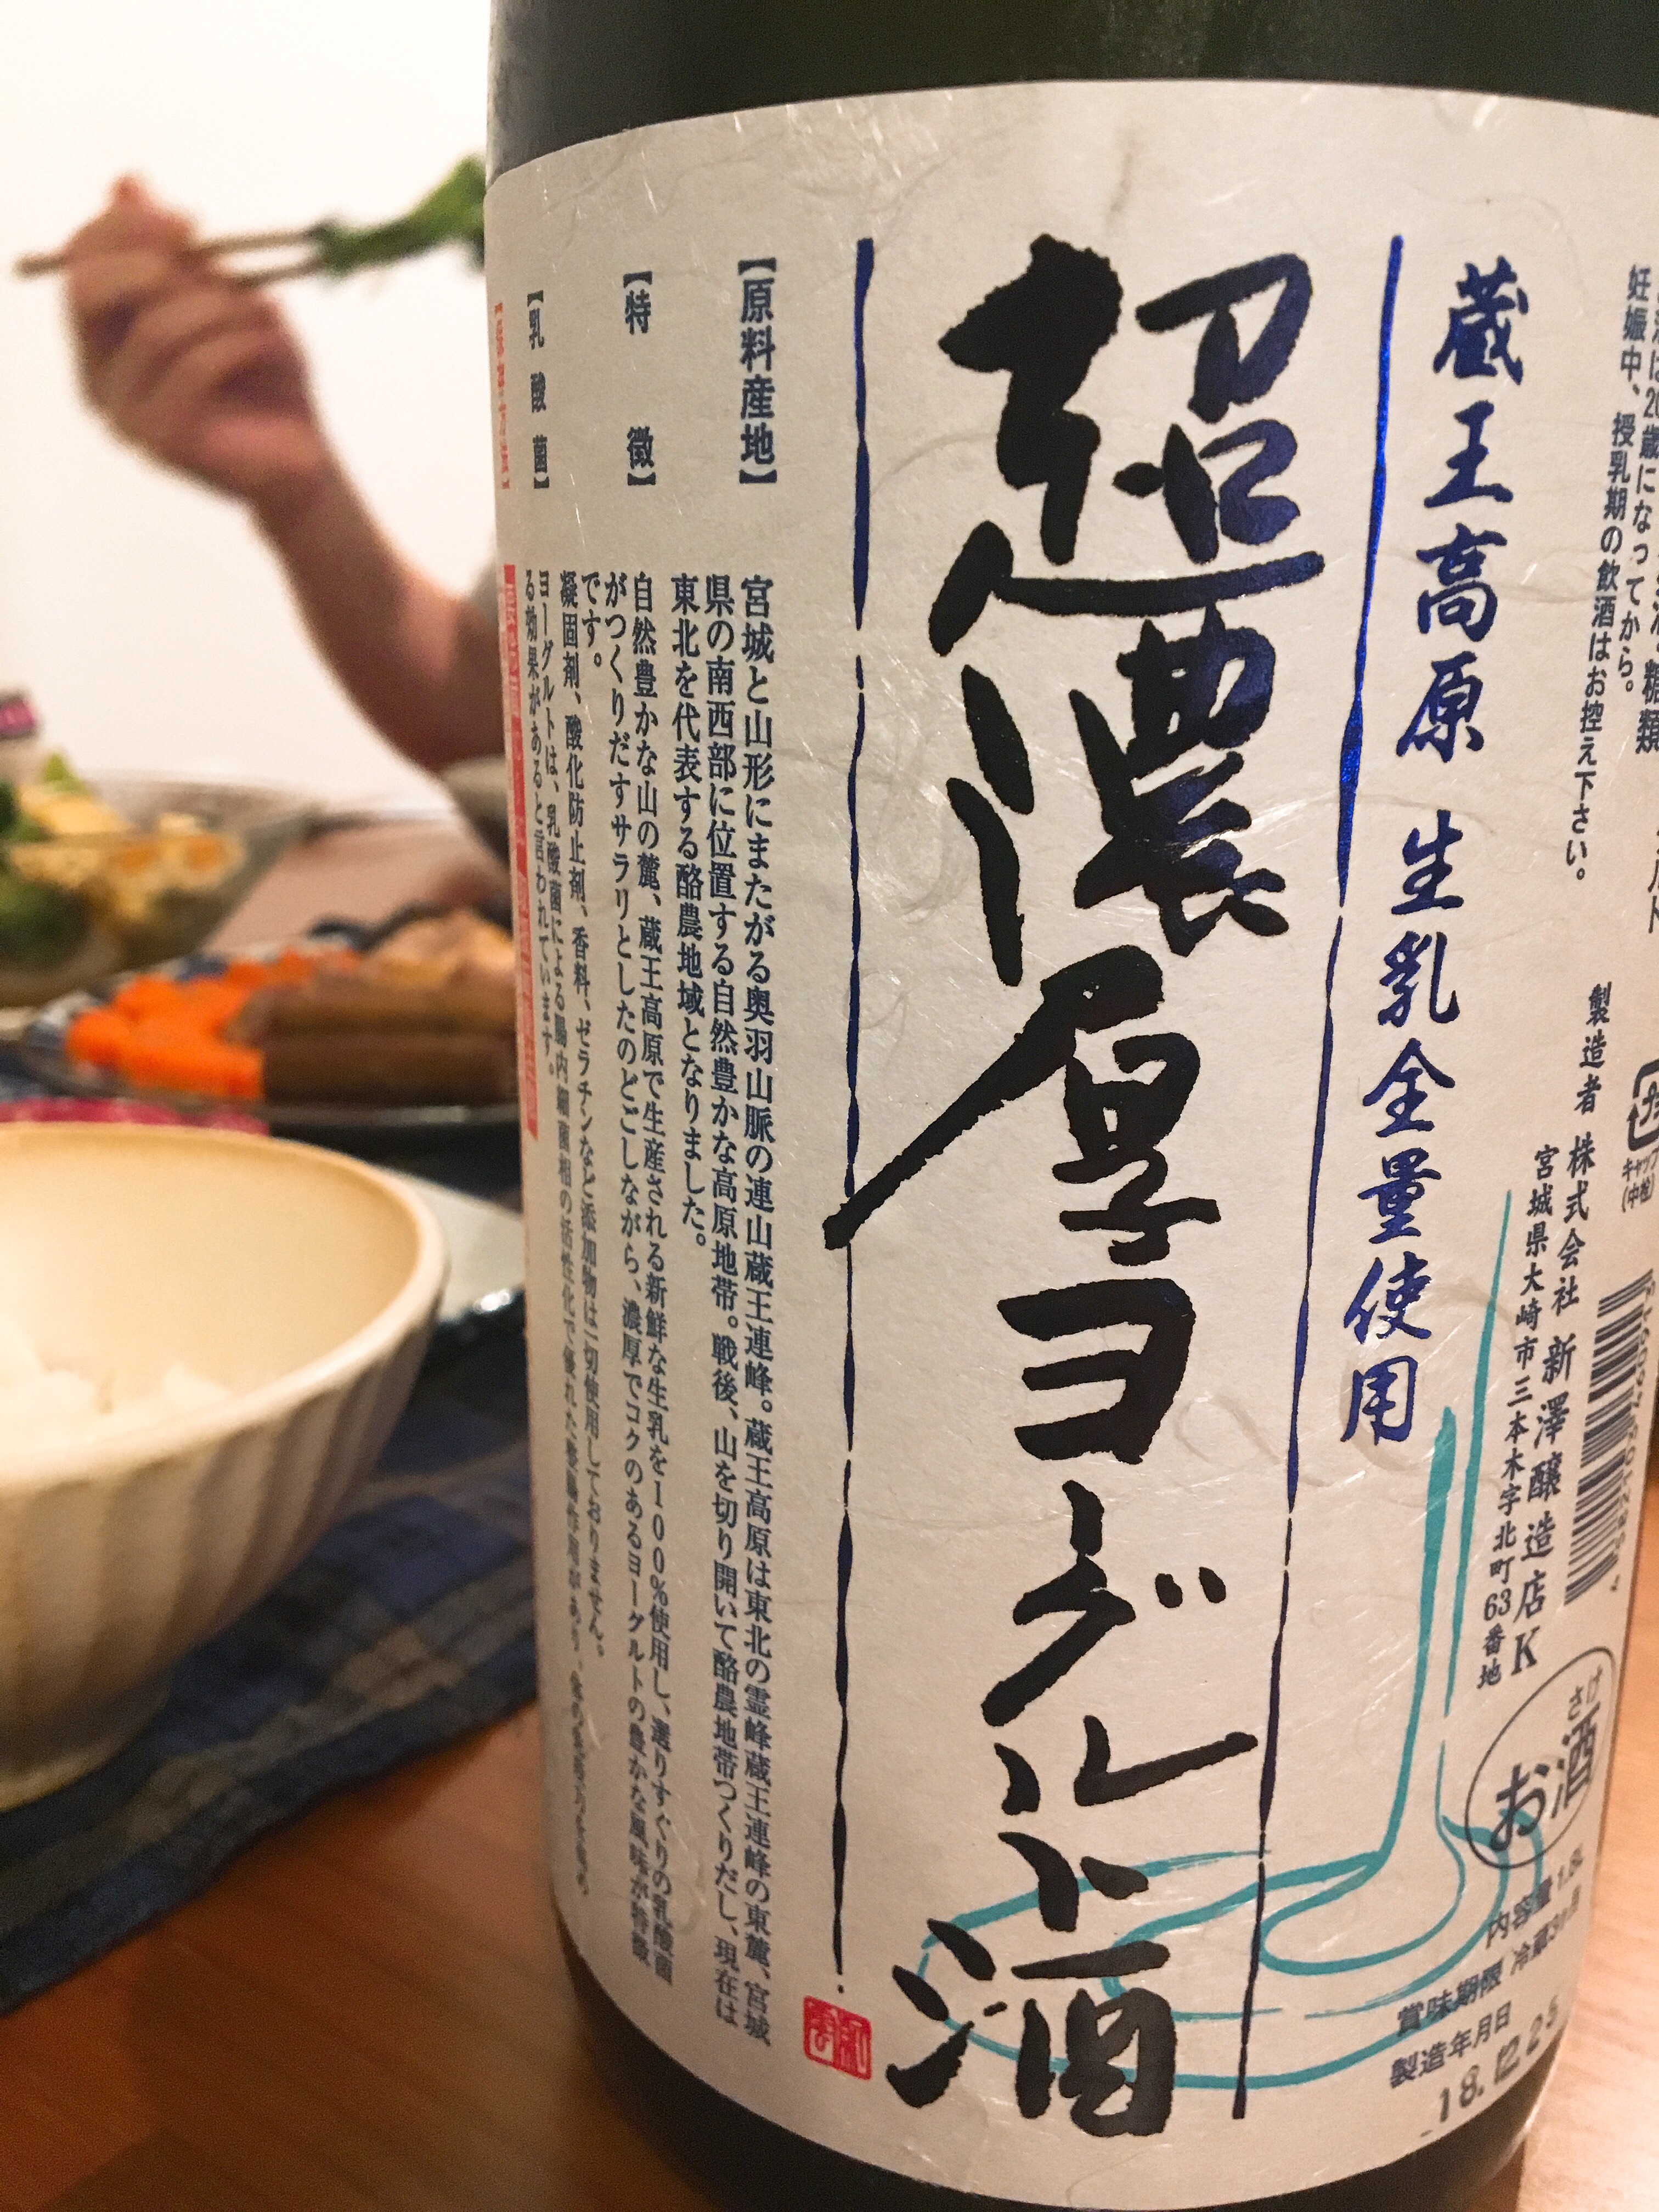 妊娠中、授乳期の飲酒はお控え下さい。
製造者 株式会社 新澤醸造店K
宮城県大崎市三本木字北町63番地
お酒
さけ
内容量1.8L
賞味期限 冷蔵3ヶ月
製造年月日
18.12.25
蔵王高原 生乳全量使用
超濃厚ヨーグルト酒
【原料産地】
宮城と山形にまたがる奥羽山脈の連山蔵王連峰。蔵王高原は東北の霊峰蔵王連峰の東麓、宮城
県の南西部に位置する自然豊かな高原地帯。戦後、山を切り開いて酪農地帯つくりだし、現在は
東北を代表する酪農地域となりました。
【特徴】
自然豊かな山の麓、蔵王高原で生産される新鮮な生乳を100%使用し、選りすぐりの乳酸菌
がつくりだすサラリとしたのどごしながら、濃厚でコクのあるヨーグルトの豊かな風味が特徴
です。
凝固剤、酸化防止剤、香料、ゼラチンなど添加物は一切使用しておりません。
【乳酸菌】
ヨーグルトは、乳酸菌による腸内細菌相の活性化で優れた整腸作用があり、
る効果があると言われています。